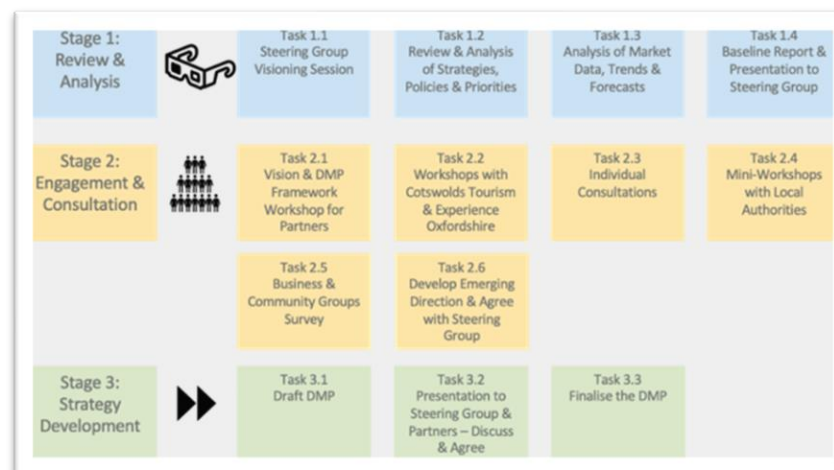 Stage 1:
Review &
Analysis
Task 1.1
Steering Group
Visioning Session
Task 1.2
Review & Analysis
of Strategies,
Policies & Priorities
Task 1.3
Analysis of Market
Data, Trends &
Forecasts
Task 1.4
Baseline Report &
Presentation to
Steering Group
Stage 2:
Engagement &
Consultation
Task 2.1
Vision & DMP
Framework
Workshop for
Partners
Task 2.2
Workshops with
Cotswolds Tourism
& Experience
Oxfordshire
Task 2.3
Individual
Consultations
Task 2.4
Mini-Workshops
with Local
Authorities
Task 2.5
Business &
Community Groups
Survey
Task 2.6
Develop Emerging
Direction & Agree
with Steering
Group
Stage 3:
Strategy
Development
Task 3.1
Draft DMP
Task 3.2
Presentation to
Steering Group &
Partners – Discuss
& Agree
Task 3.3
Finalise the DMP